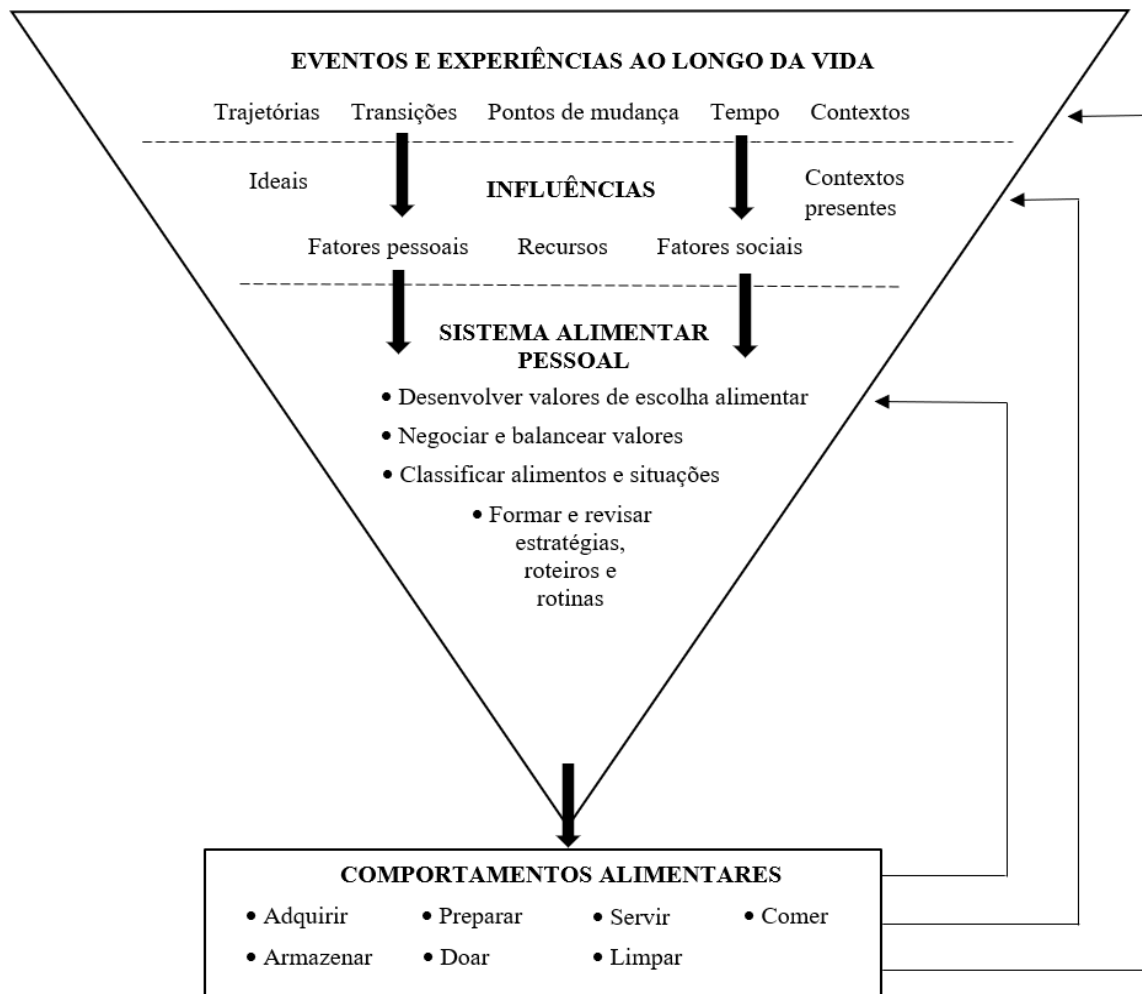 EVENTOS E EXPERIÊNCIAS AO LONGO DA VIDA
Trajetórias Transições Pontos de mudança Tempo Contextos
Ideais
INFLUÊNCIAS
Contextos
presentes
Fatores pessoais Recursos Fatores sociais
SISTEMA ALIMENTAR
PESSOAL
• Desenvolver valores de escolha alimentar
• Negociar e balancear valores
• Classificar alimentos e situações
• Formar e revisar
estratégias,
roteiros e
rotinas
COMPORTAMENTOS ALIMENTARES
• Adquirir • Preparar • Servir • Comer
• Armazenar • Doar • Limpar